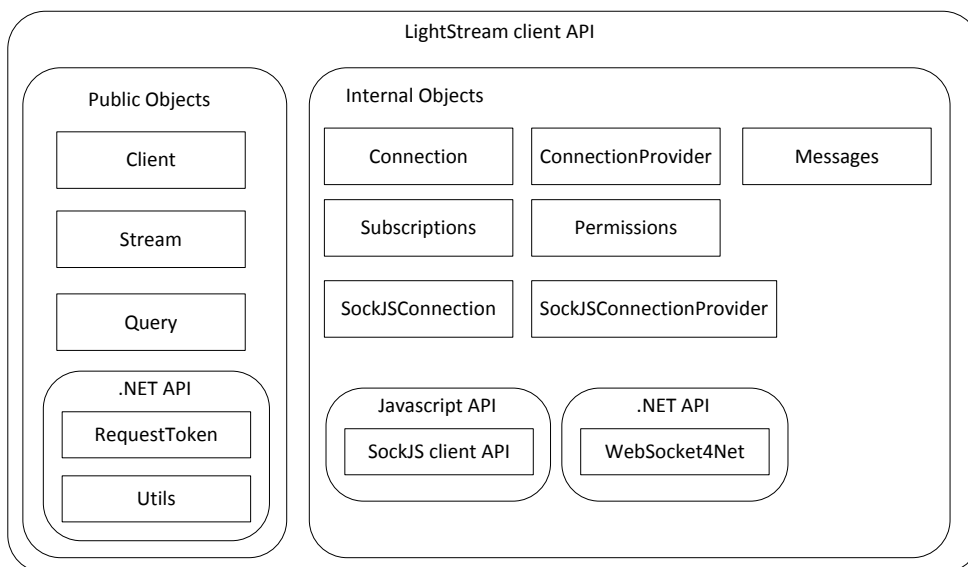 LightStream client API
Public Objects
Client
Stream
Query
.NET API
RequestToken
Utils
Internal Objects
Connection
ConnectionProvider
Messages
Subscriptions
Permissions
SockJSConnection
SockJSConnectionProvider
Javascript API
SockJS client API
.NET API
WebSocket4Net